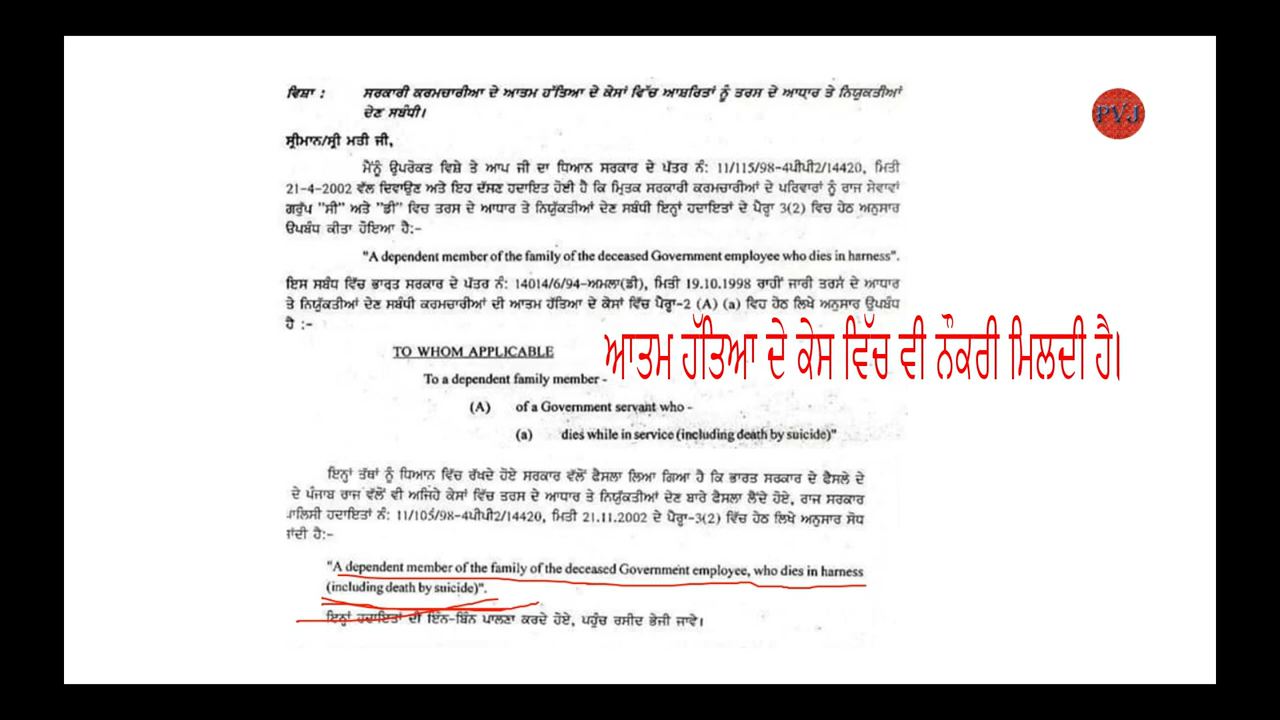 ਵਿਸ਼ਾ : ਸਰਕਾਰੀ ਕਰਮਚਾਰੀਆ ਦੇ ਆਤਮ ਹੱਤਿਆ ਦੇ ਕੇਸਾਂ ਵਿੱਚ ਆਸ਼ਰਿਤਾਂ ਨੂੰ ਤਰਸ ਦੇ ਆਧਾਰ ਤੇ ਨਿਯੁਕਤੀਆਂ
ਦੇਣ ਸਬੰਧੀ।
PVJ
ਸ੍ਰੀਮਾਨ/ਸ੍ਰੀ ਮਤੀ ਜੀ,
ਮੈਨੂੰ ਉਪਰੋਕਤ ਵਿਸ਼ੇ ਤੇ ਆਪ ਜੀ ਦਾ ਧਿਆਨ ਸਰਕਾਰ ਦੇ ਪੱਤਰ ਨੰ: 11/115/98-4ਪੀਪੀ2/14420, ਮਿਤੀ
21-4-2002 ਵੱਲ ਦਿਵਾਉਣ ਅਤੇ ਇਹ ਦੱਸਣ ਹਦਾਇਤ ਹੋਈ ਹੈ ਕਿ ਮ੍ਰਿਤਕ ਸਰਕਾਰੀ ਕਰਮਚਾਰੀਆਂ ਦੇ ਪਰਿਵਾਰਾਂ ਨੂੰ ਰਾਜ ਸੇਵਾਵਾਂ
ਗਰੁੱਪ "ਸੀ" ਅਤੇ "ਡੀ" ਵਿਚ ਤਰਸ ਦੇ ਆਧਾਰ ਤੇ ਨਿਯੁੱਕਤੀਆਂ ਦੇਣ ਸਬੰਧੀ ਇਨ੍ਹਾਂ ਹਦਾਇਤਾਂ ਦੇ ਪੈਰ੍ਹਾ 3(2) ਵਿਚ ਹੇਠ ਅਨੁਸਾਰ
ਉਪਬੰਧ ਕੀਤਾ ਹੋਇਆ ਹੈ:-
"A dependent member of the family of the deceased Government employee who dies in harness".
ਇਸ ਸਬੰਧ ਵਿੱਚ ਭਾਰਤ ਸਰਕਾਰ ਦੇ ਪੱਤਰ ਨੰ: 14014/6/94-ਅਮਲਾ(ਡੀ), ਮਿਤੀ 19.10.1998 ਰਾਹੀਂ ਜਾਰੀ ਤਰਸ ਦੇ ਆਧਾਰ
ਤੇ ਨਿਯੁੱਕਤੀਆਂ ਦੇਣ ਸਬੰਧੀ ਕਰਮਚਾਰੀਆਂ ਦੀ ਆਤਮ ਹੱਤਿਆ ਦੇ ਕੇਸਾਂ ਵਿੱਚ ਪੈਰ੍ਹਾ-2 (A) (a) ਵਿਹ ਹੇਠ ਲਿਖੇ ਅਨੁਸਾਰ ਉਪਬੰਧ
ਹੈ :-
ਆਤਮ ਹੱਤਿਆ ਦੇ ਕੇਸ ਵਿੱਚ ਵੀ ਨੌਕਰੀ ਮਿਲਦੀ ਹੈ।
TO WHOM APPLICABLE
To a dependent family member -
(A) of a Government servant who -
(a) dies while in service (including death by suicide)"
ਇਨ੍ਹਾਂ ਤੱਥਾਂ ਨੂੰ ਧਿਆਨ ਵਿੱਚ ਰੱਖਦੇ ਹੋਏ ਸਰਕਾਰ ਵੱਲੋਂ ਫੈਸਲਾ ਲਿਆ ਗਿਆ ਹੈ ਕਿ ਭਾਰਤ ਸਰਕਾਰ ਦੇ ਫੈਸਲੇ ਦੇ
ਦੇ ਪੰਜਾਬ ਰਾਜ ਵੱਲੋਂ ਵੀ ਅਜਿਹੇ ਕੇਸਾਂ ਵਿੱਚ ਤਰਸ ਦੇ ਆਧਾਰ ਤੇ ਨਿਯੁੱਕਤੀਆਂ ਦੇਣ ਬਾਰੇ ਫੈਸਲਾ ਲੈਂਦੇ ਹੋਏ, ਰਾਜ ਸਰਕਾਰ
ਾਲਿਸੀ ਹਦਾਇਤਾਂ ਨੰ: 11/105/98-4ਪੀਪੀ2/14420, ਮਿਤੀ 21.11.2002 ਦੇ ਪੈਰ੍ਹਾ-3(2) ਵਿੱਚ ਹੇਠ ਲਿਖੇ ਅਨੁਸਾਰ ਸੋਧ
ਾਂਦੀ ਹੈ:-
"A dependent member of the family of the deceased Government employee, who dies in harness
(including death by suicide)".
ਇਨ੍ਹਾਂ ਹਦਾਇਤਾਂ ਦੀ ਇੰਨ-ਬਿੰਨ ਪਾਲਣਾ ਕਰਦੇ ਹੋਏ, ਪਹੁੰਚ ਰਸੀਦ ਭੇਜੀ ਜਾਵੇ।